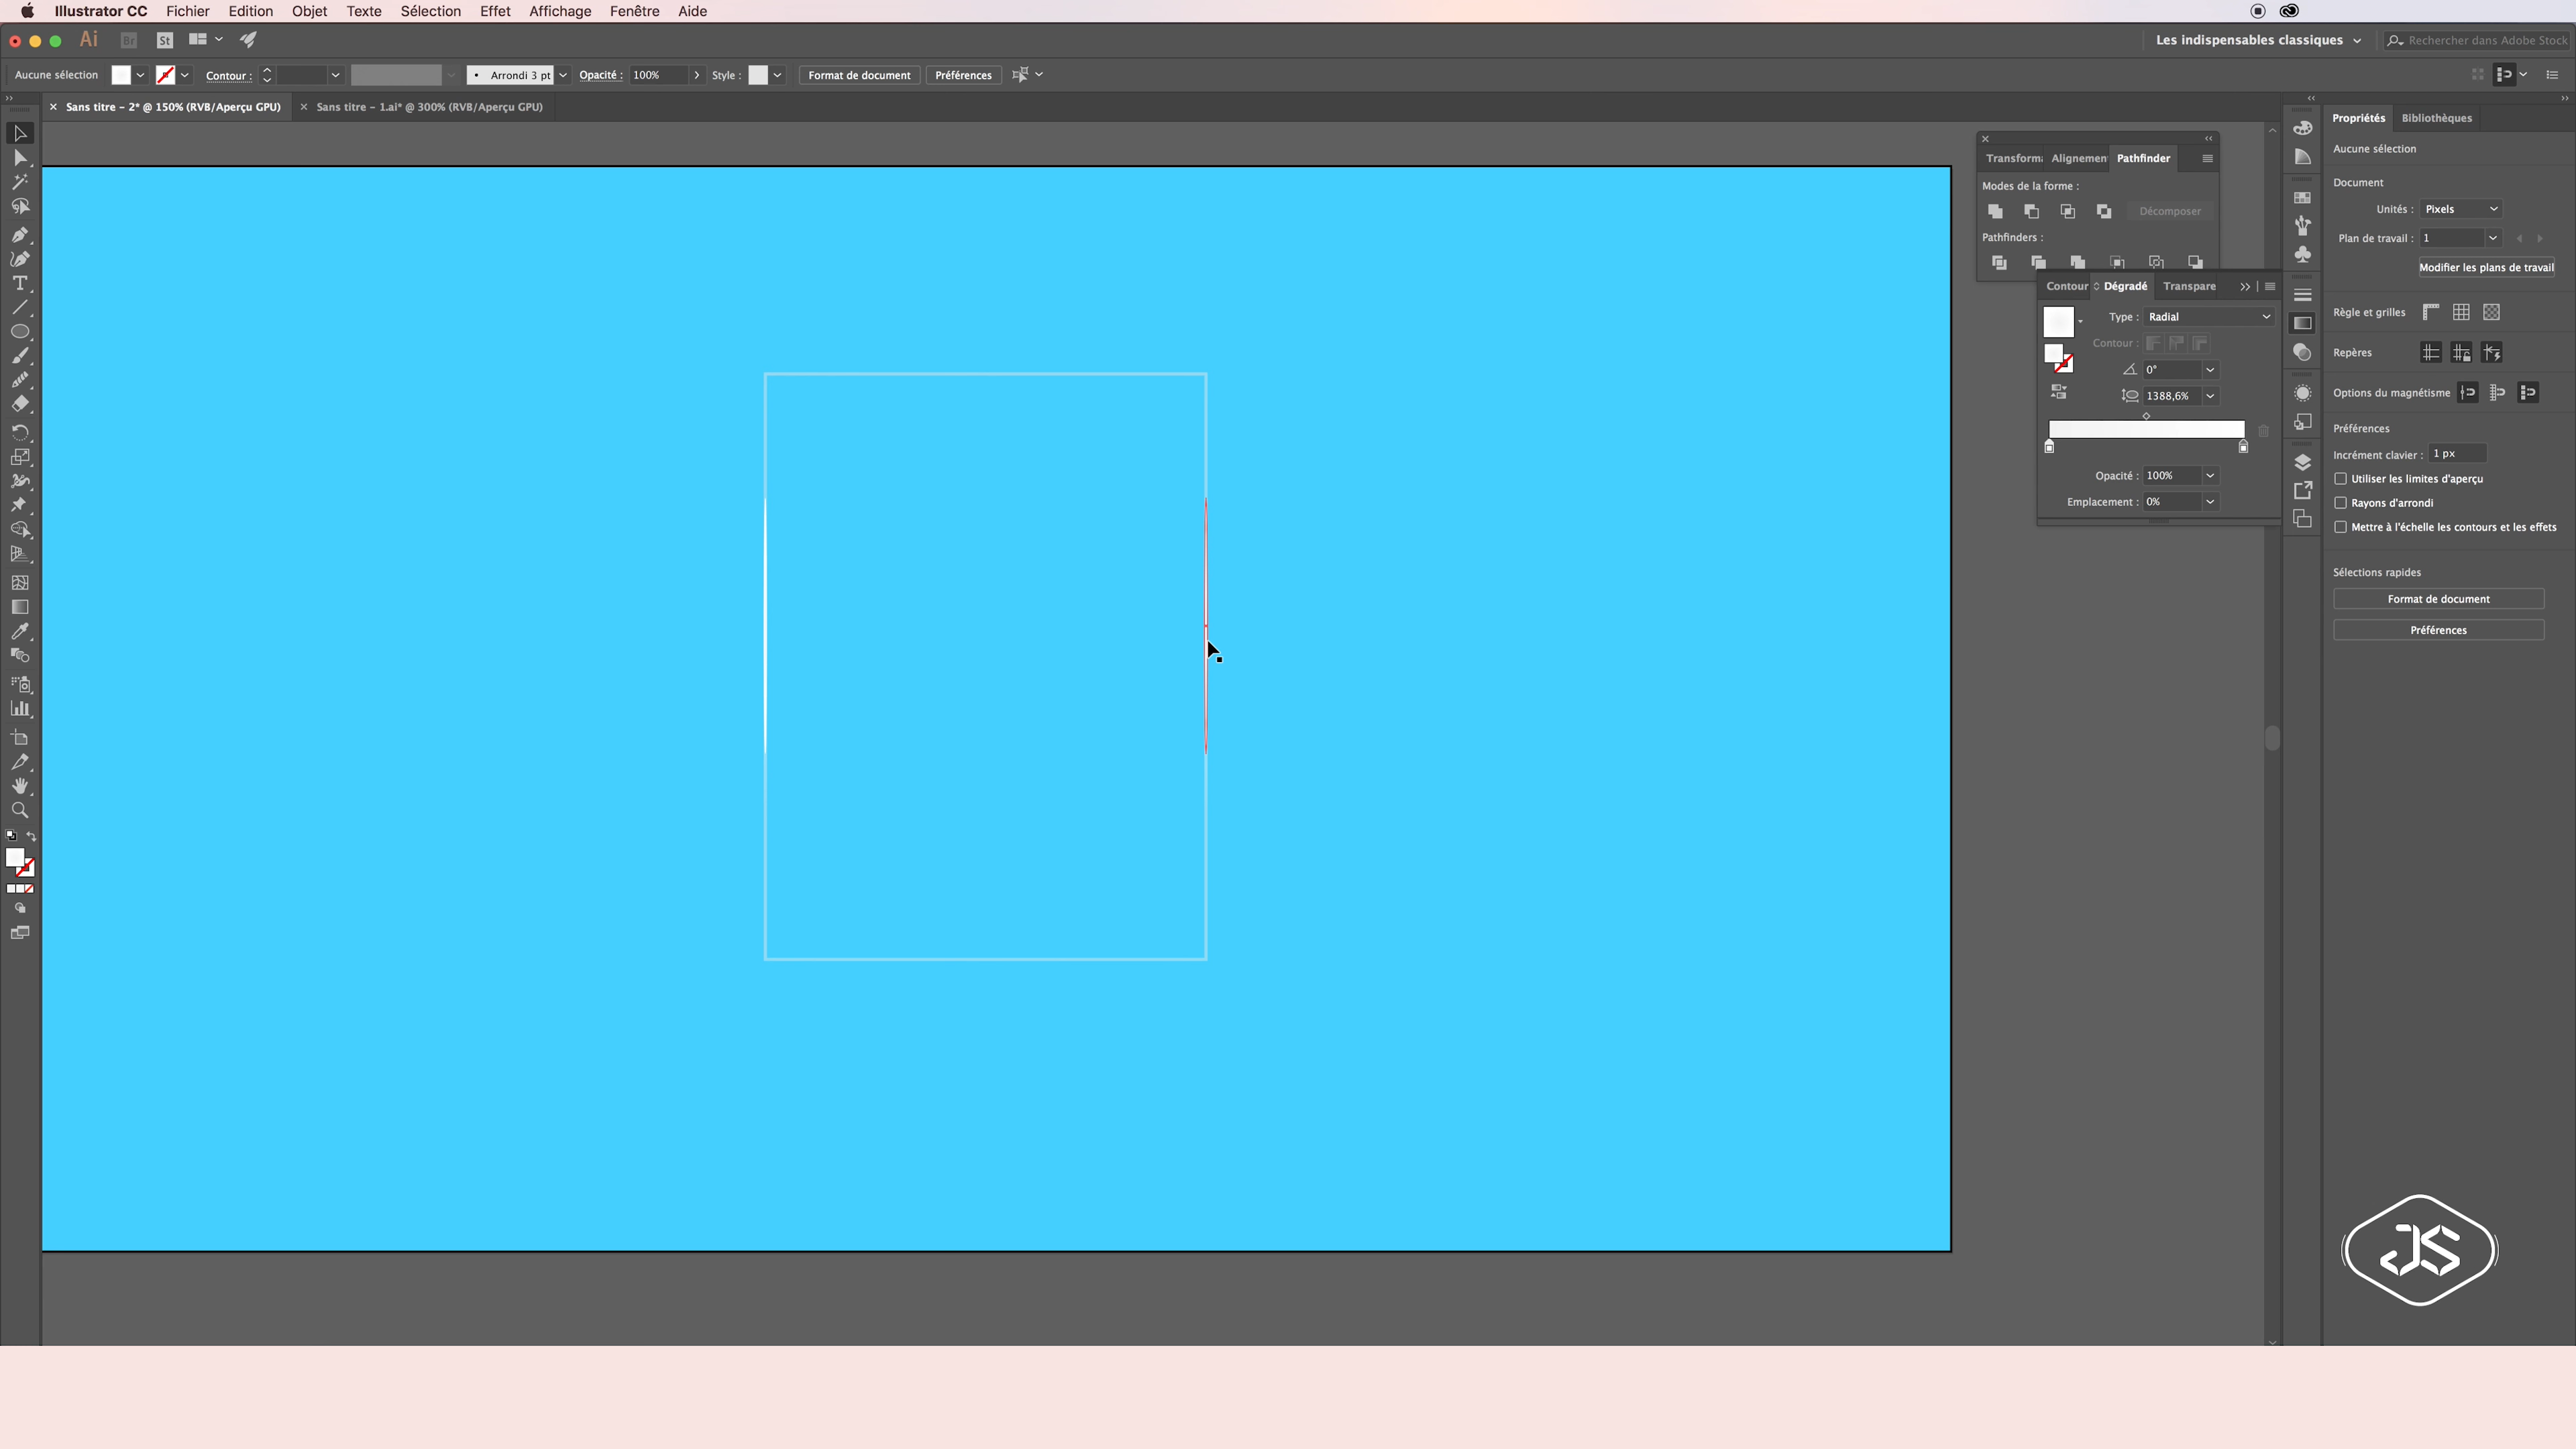 Illustrator CC Fichier Edition Objet Texte Sélection Effet Affichage Fenêtre Aide
Ai Br St Les indispensables classiques Rechercher dans Adobe Stock
Aucune sélection Contour : Arrondi 3 pt Opacité : 100% Style : Format de document Préférences
Sans titre - 2* @ 150% (RVB/Aperçu GPU) Sans titre - 1.ai* @ 300% (RVB/Aperçu GPU)
Transforma Alignemen Pathfinder
Modes de la forme :
Décomposer
Pathfinders :
Contour Dégradé Transpare
Type : Radial
Contour :
0°
1388,6%
Opacité : 100%
Emplacement : 0%
Propriétés Bibliothèques
Aucune sélection
Document
Unités : Pixels
Plan de travail : 1
Modifier les plans de travail
Règle et grilles
Repères
Options du magnétisme
Préférences
Incrément clavier : 1 px
Utiliser les limites d'aperçu
Rayons d'arrondi
Mettre à l'échelle les contours et les effets
Sélections rapides
Format de document
Préférences
JS